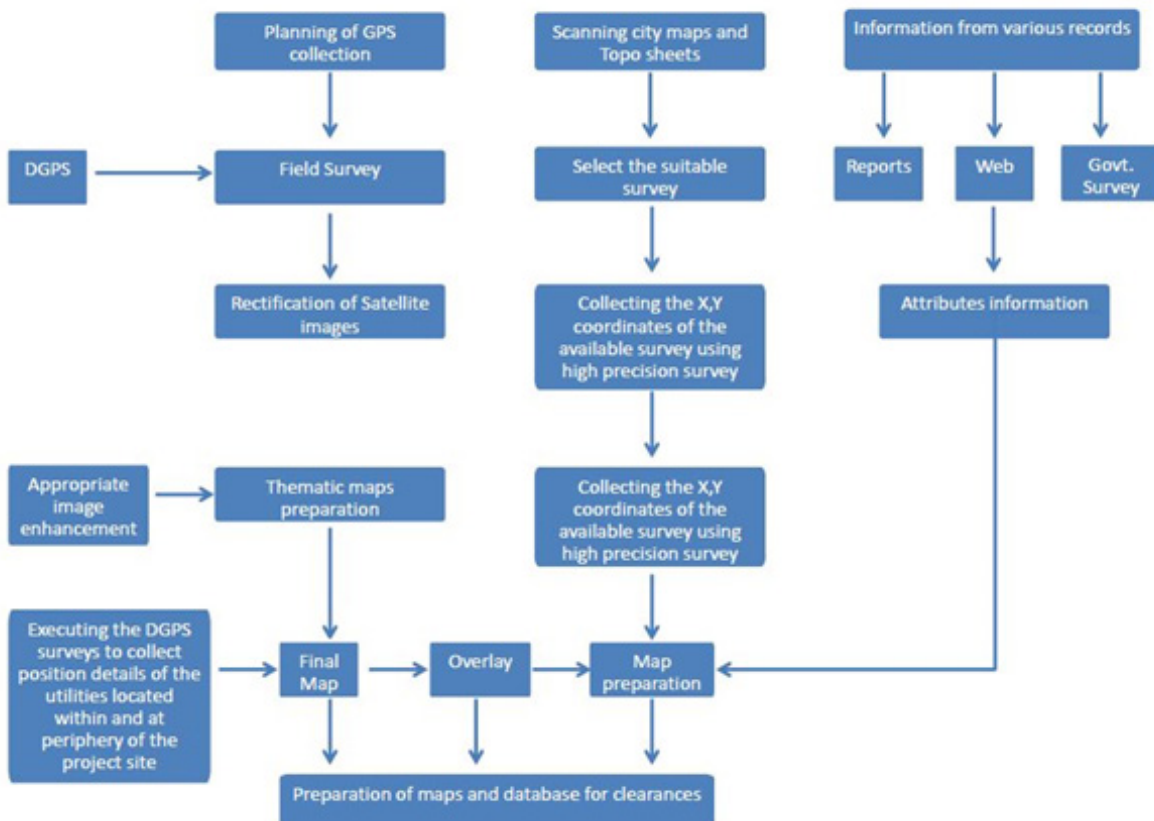 Planning of GPS
collection
Scanning city maps and
Topo sheets
Information from various records
DGPS
Field Survey
Select the suitable
survey
Reports
Web
Govt.
Survey
Rectification of Satellite
images
Collecting the X,Y
coordinates of the
available survey using
high precision survey
Attributes information
Appropriate
image
enhancement
Thematic maps
preparation
Collecting the X,Y
coordinates of the
available survey using
high precision survey
Executing the DGPS
surveys to collect
position details of the
utilities located
within and at
periphery of the
project site
Final
Map
Overlay
Map
preparation
Preparation of maps and database for clearances